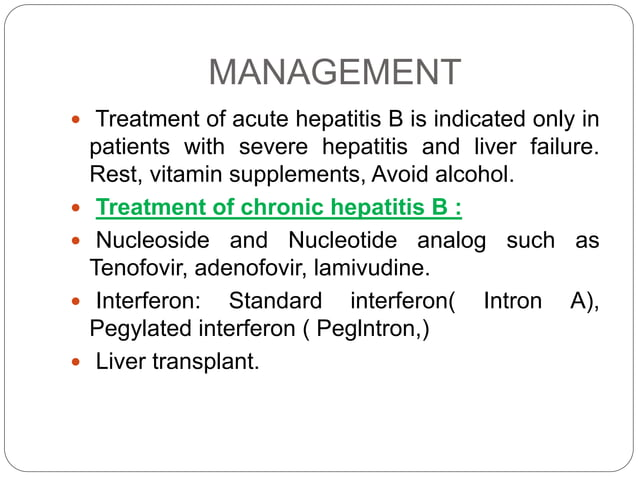 MANAGEMENT
• Treatment of acute hepatitis B is indicated only in
patients with severe hepatitis and liver failure.
Rest, vitamin supplements, Avoid alcohol.
• Treatment of chronic hepatitis B :
• Nucleoside and Nucleotide analog such as
Tenofovir, adenofovir, lamivudine.
• Interferon: Standard interferon( Intron A),
Pegylated interferon ( PegIntron,)
• Liver transplant.